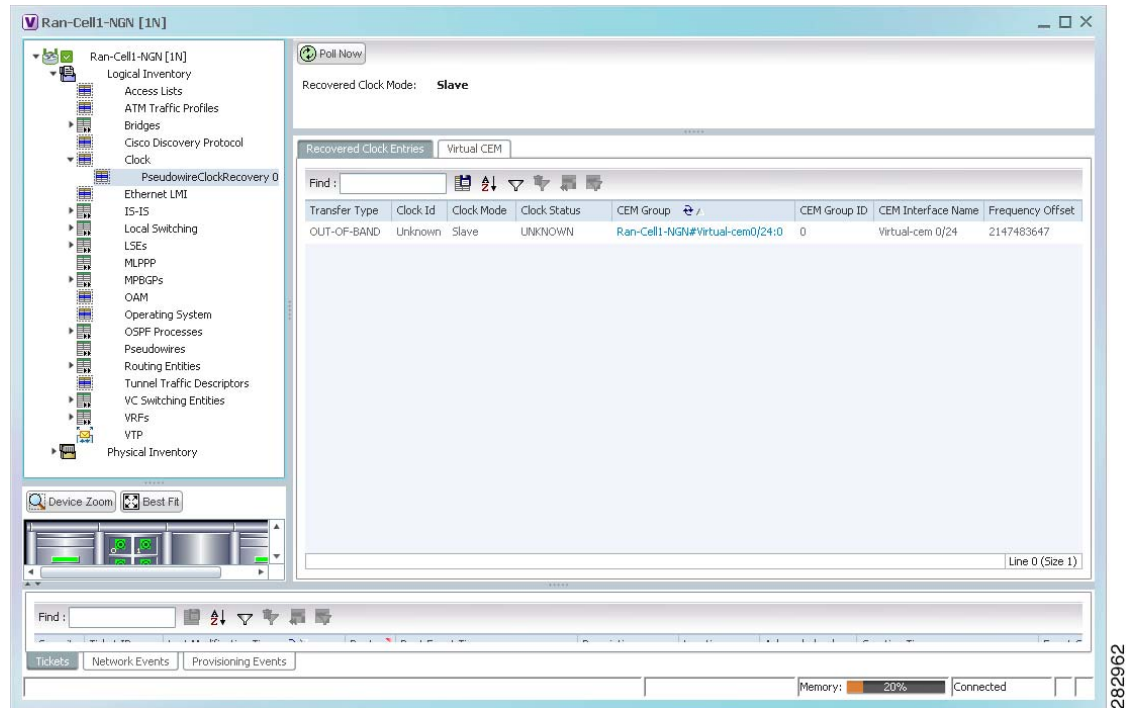 Ran-Cell1-NGN [1N]
Ran-Cell1-NGN [1N]
Logical Inventory
Access Lists
ATM Traffic Profiles
Bridges
Cisco Discovery Protocol
Clock
PseudowireClockRecovery 0
Ethernet LMI
IS-IS
Local Switching
LSEs
MLPPP
MPBGPs
OAM
Operating System
OSPF Processes
Pseudowires
Routing Entities
Tunnel Traffic Descriptors
VC Switching Entities
VRFs
VTP
Physical Inventory
Device Zoom Best Fit
Poll Now
Recovered Clock Mode: Slave
Recovered Clock Entries Virtual CEM
Find :
Transfer Type Clock Id Clock Mode Clock Status CEM Group CEM Group ID CEM Interface Name Frequency Offset
OUT-OF-BAND Unknown Slave UNKNOWN Ran-Cell1-NGN#Virtual-cem0/24:0 0 Virtual-cem 0/24 2147483647
Line 0 (Size 1)
Find :
Tickets Network Events Provisioning Events
Memory: 20% Connected
282962